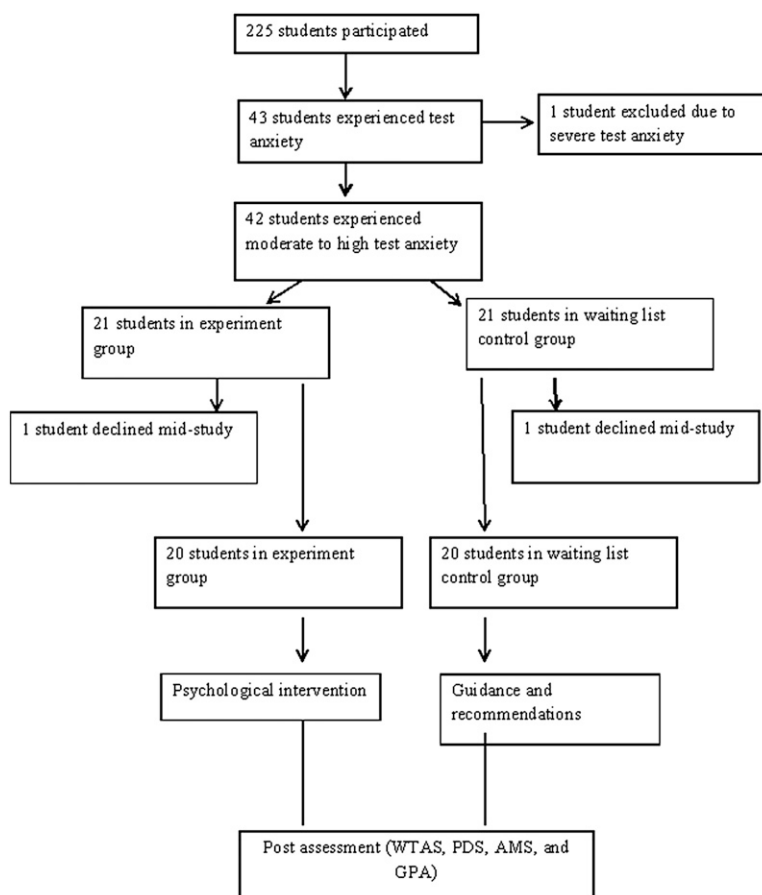 225 students participated
43 students experienced test
anxiety
1 student excluded due to
severe test anxiety
42 students experienced
moderate to high test anxiety
21 students in experiment
group
21 students in waiting list
control group
1 student declined mid-study
1 student declined mid-study
20 students in experiment
group
20 students in waiting list
control group
Psychological intervention
Guidance and
recommendations
Post assessment (WTAS, PDS, AMS, and
GPA)